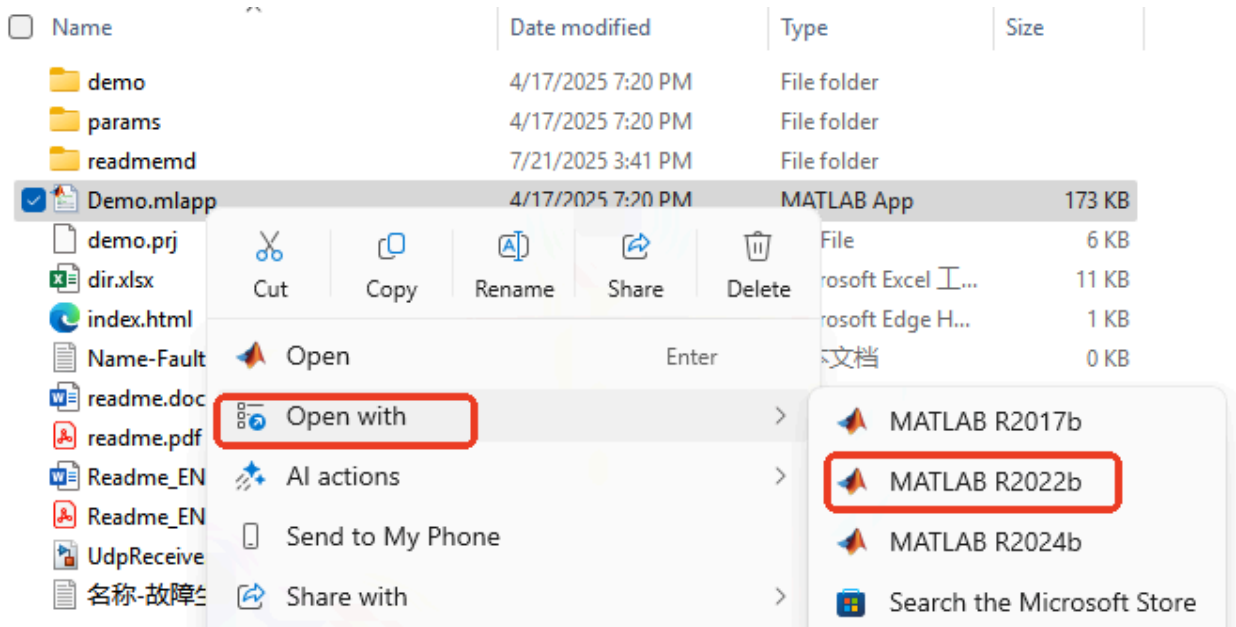 Name Date modified Type Size
demo 4/17/2025 7:20 PM File folder
params 4/17/2025 7:20 PM File folder
readmemd 7/21/2025 3:41 PM File folder
Demo.mlapp 4/17/2025 7:20 PM MATLAB App 173 KB
demo.prj File 6 KB
dir.xlsx rosoft Excel 工... 11 KB
index.html rosoft Edge H... 1 KB
Name-Fault 文档 0 KB
readme.doc
readme.pdf
Readme_EN
Readme_EN
UdpReceive
名称-故障
Cut Copy Rename Share Delete
Open Enter
Open with
AI actions
Send to My Phone
Share with
MATLAB R2017b
MATLAB R2022b
MATLAB R2024b
Search the Microsoft Store